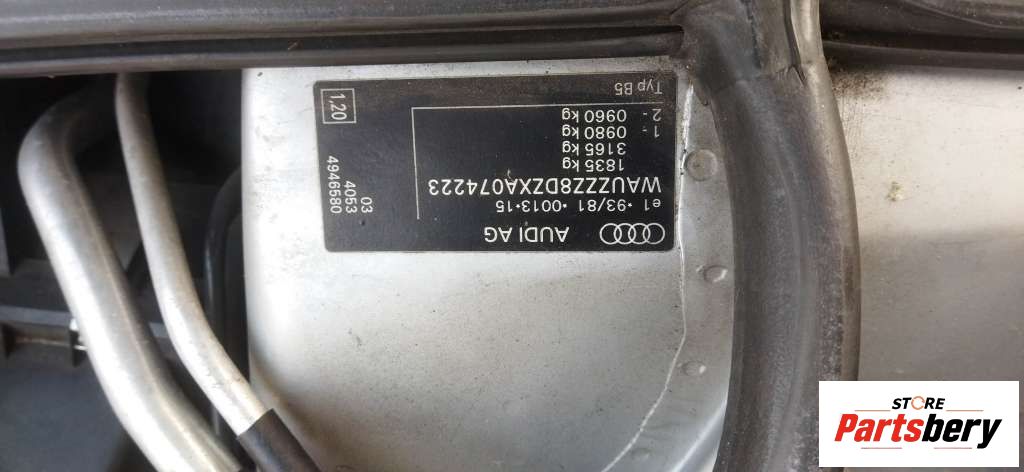 AUDI AG
e1 *93/81 *0013*15
WAUZZZ8DZXA074223
1835 kg
3165 kg
1- 0980 kg
2- 0960 kg
Typ B5
03
4053
4946580
1,20
STORE
Partsbery